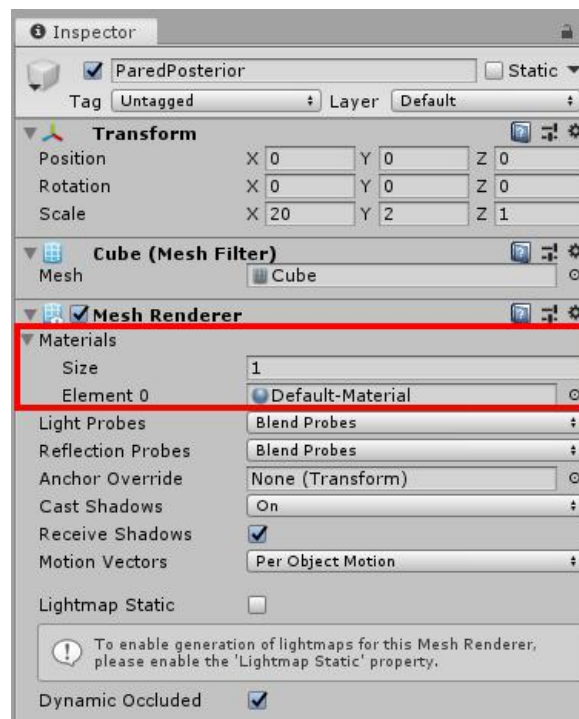 Inspector
ParedPosterior Static
Tag Untagged Layer Default
Transform
Position X 0 Y 0 Z 0
Rotation X 0 Y 0 Z 0
Scale X 20 Y 2 Z 1
Cube (Mesh Filter)
Mesh Cube
Mesh Renderer
Materials
Size 1
Element 0 Default-Material
Light Probes Blend Probes
Reflection Probes Blend Probes
Anchor Override None (Transform)
Cast Shadows On
Receive Shadows
Motion Vectors Per Object Motion
Lightmap Static
To enable generation of lightmaps for this Mesh Renderer,
please enable the 'Lightmap Static' property.
Dynamic Occluded